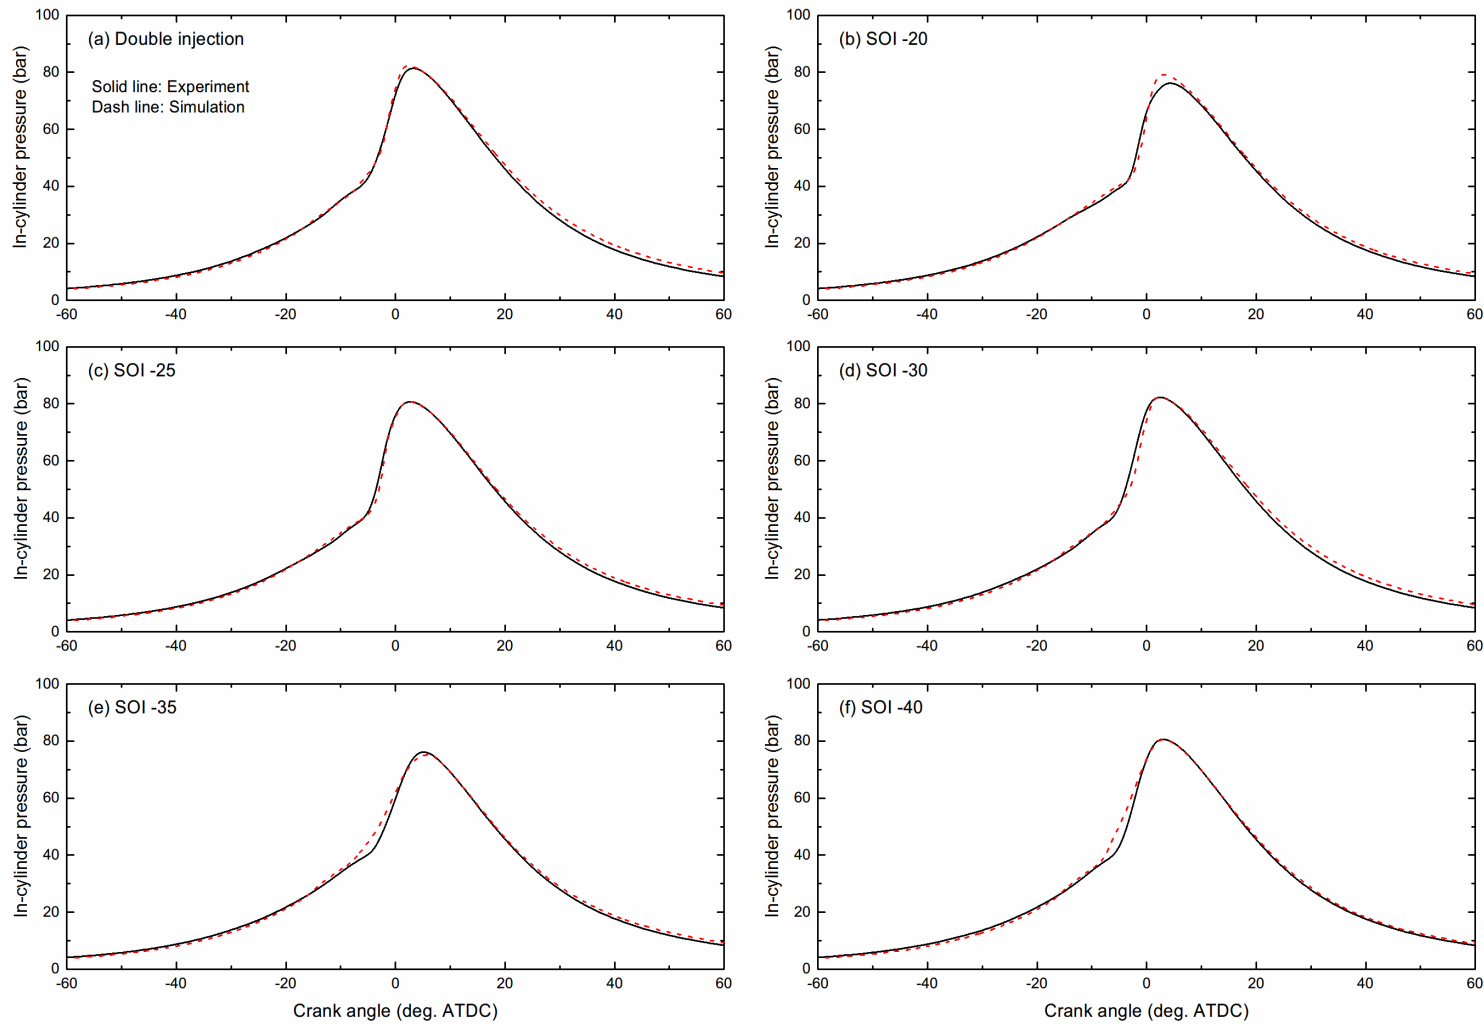 (a) Double injection
Solid line: Experiment
Dash line: Simulation
In-cylinder pressure (bar)
100
80
60
40
20
0
-60 -40 -20 0 20 40 60
(b) SOI -20
In-cylinder pressure (bar)
100
80
60
40
20
0
-60 -40 -20 0 20 40 60
(c) SOI -25
In-cylinder pressure (bar)
100
80
60
40
20
0
-60 -40 -20 0 20 40 60
(d) SOI -30
In-cylinder pressure (bar)
100
80
60
40
20
0
-60 -40 -20 0 20 40 60
(e) SOI -35
In-cylinder pressure (bar)
100
80
60
40
20
0
-60 -40 -20 0 20 40 60
Crank angle (deg. ATDC)
(f) SOI -40
In-cylinder pressure (bar)
100
80
60
40
20
0
-60 -40 -20 0 20 40 60
Crank angle (deg. ATDC)